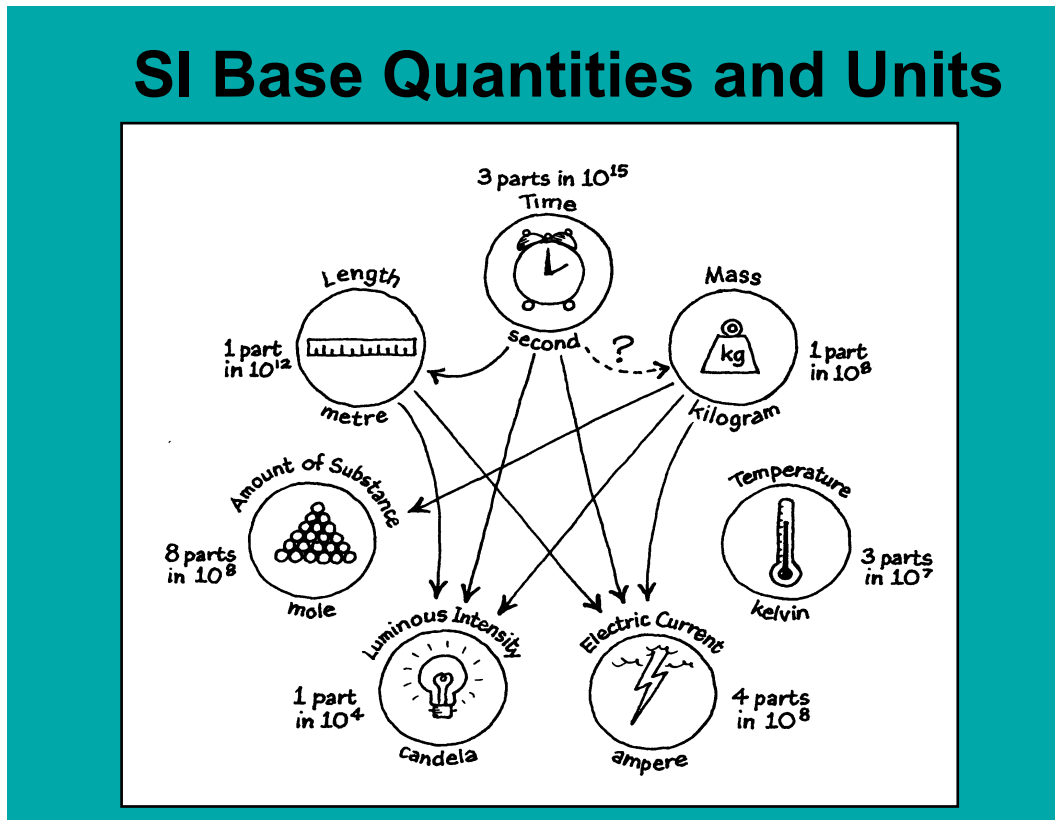 SI Base Quantities and Units
3 parts in 10¹⁵
Time
second
?
Length
1 part
in 10¹²
metre
Mass
kg
1 part
in 10⁸
kilogram
Amount of Substance
8 parts
in 10⁸
mole
Temperature
3 parts
in 10⁷
kelvin
Luminous Intensity
1 part
in 10⁴
candela
Electric Current
4 parts
in 10⁸
ampere